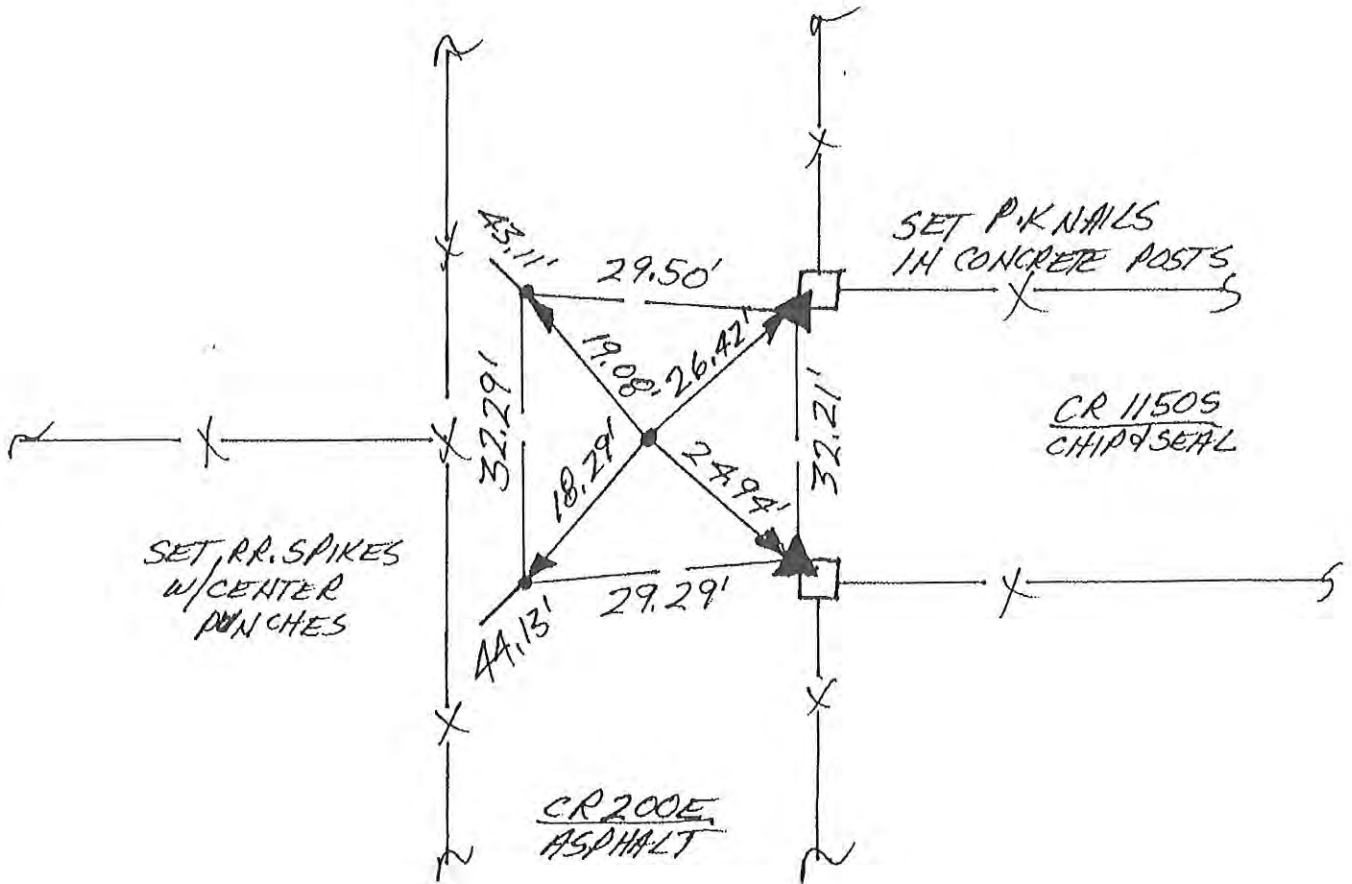 43.11'
29.50'
SET P.K NAILS
IN CONCRETE POSTS
19.08'
26.42'
32.29'
32.21'
CR 1150S
CHIP & SEAL
18.29'
24.94'
SET RR. SPIKES
W/CENTER
PUNCHES
29.29'
44.13'
CR 200E
ASPHALT